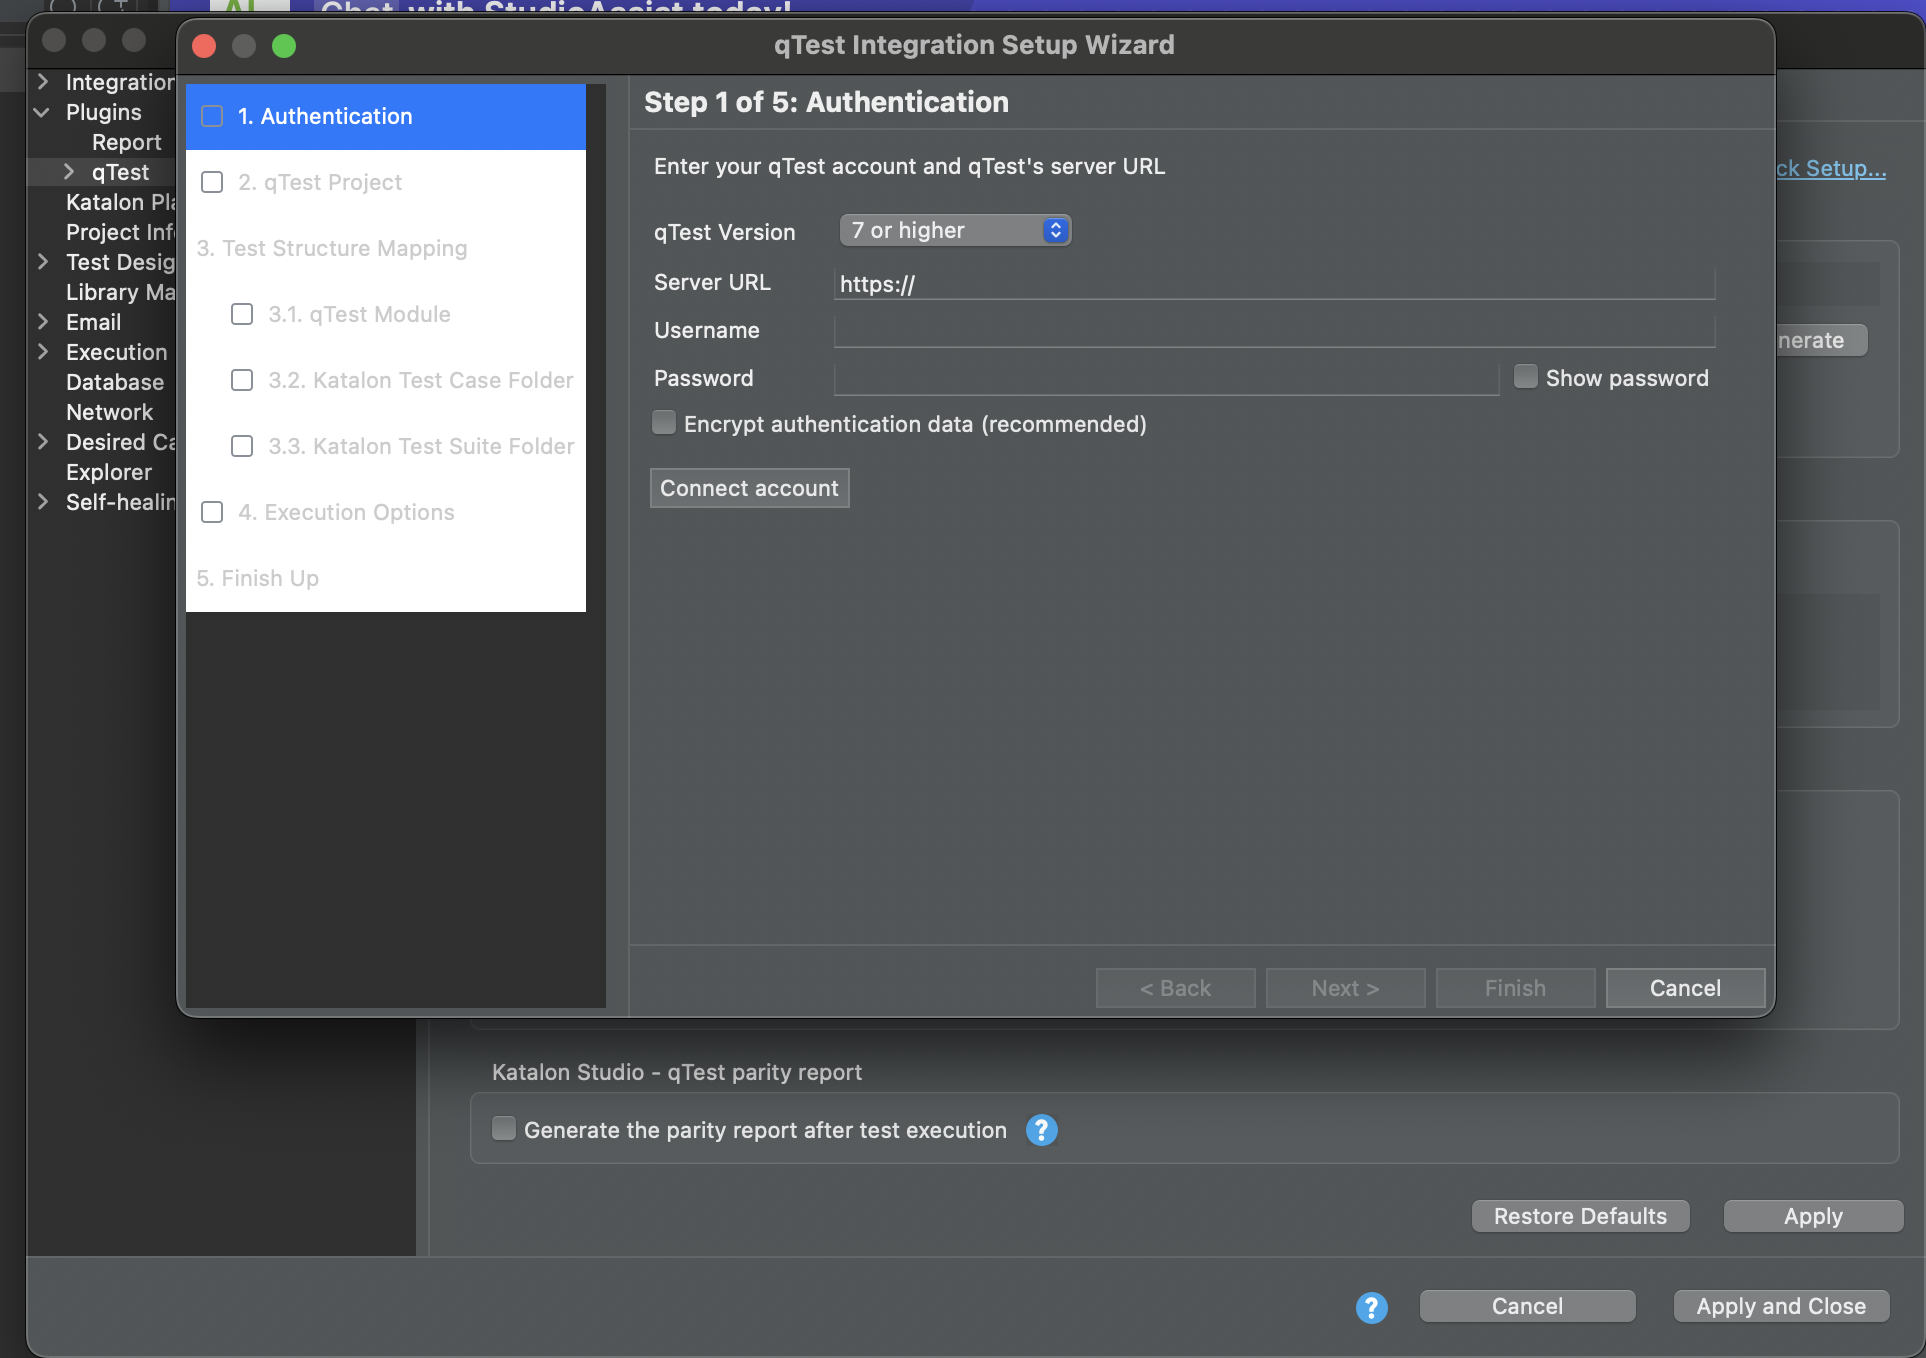 Chat with StudioAssist today!
qTest Integration Setup Wizard
Plugins
Report
qTest
Email
Execution
Database
Network
Explorer
1. Authentication
2. qTest Project
3. Test Structure Mapping
3.1. qTest Module
3.2. Katalon Test Case Folder
3.3. Katalon Test Suite Folder
4. Execution Options
5. Finish Up
Integration
Katalon Pla
Project Info
Test Desig
Library Ma
Desired Ca
Self-healin
Step 1 of 5: Authentication
Enter your qTest account and qTest's server URL
qTest Version 7 or higher
Server URL https://
Username
Password Show password
Encrypt authentication data (recommended)
Connect account
ck Setup...
nerate
< Back Next > Finish Cancel
Katalon Studio - qTest parity report
Generate the parity report after test execution ?
Restore Defaults Apply
? Cancel Apply and Close